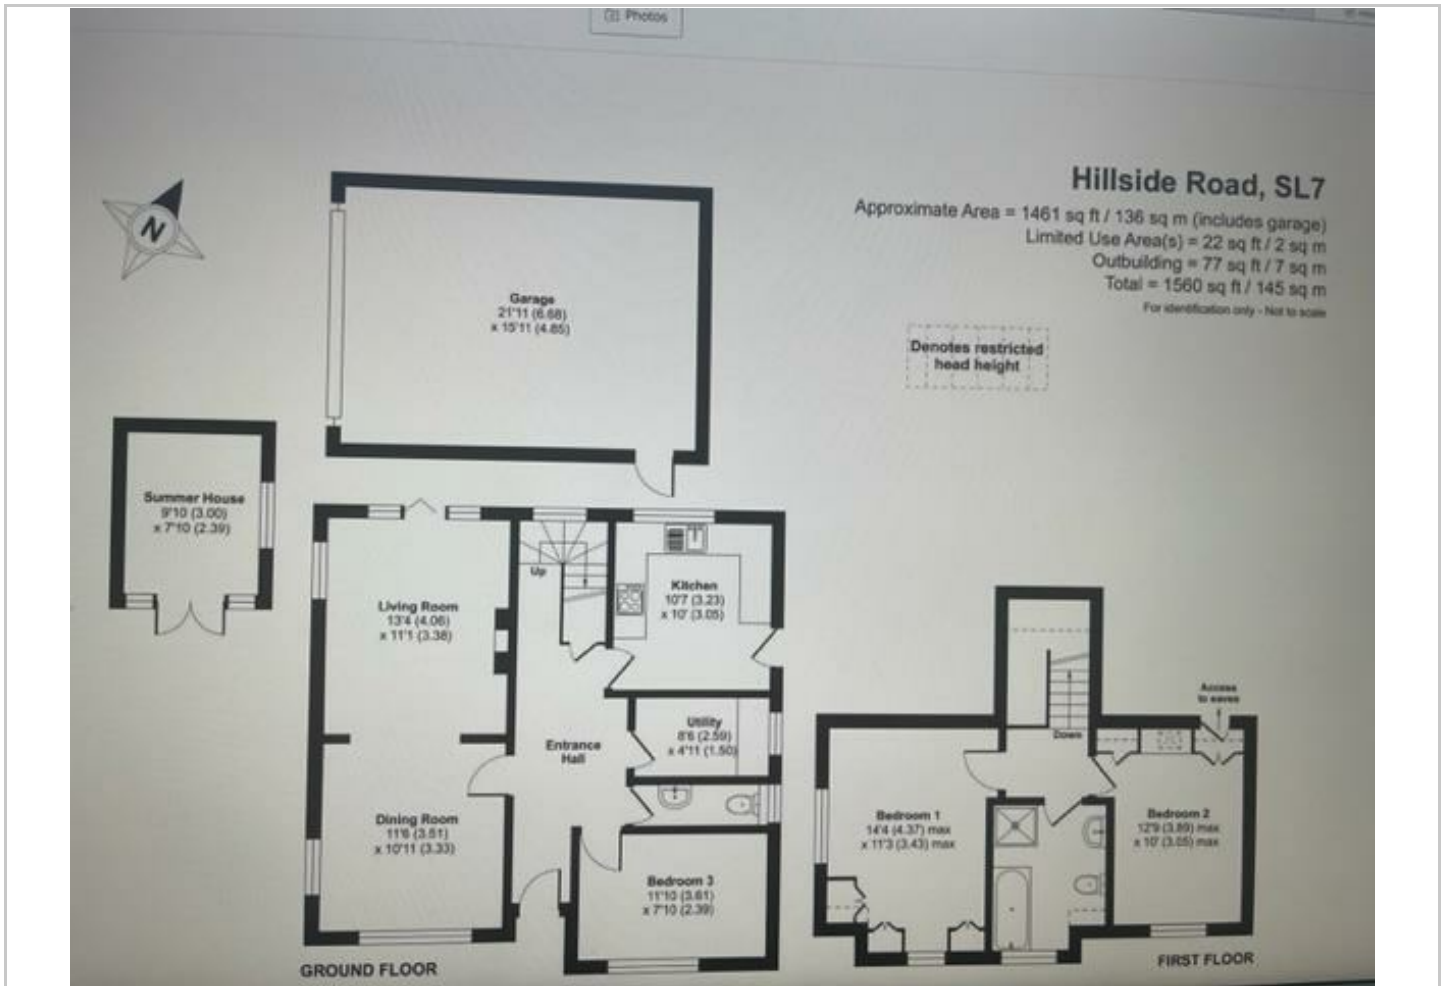 Photos
Hillside Road, SL7
Approximate Area = 1461 sq ft / 136 sq m (includes garage)
Limited Use Area(s) = 22 sq ft / 2 sq m
Outbuilding = 77 sq ft / 7 sq m
Total = 1560 sq ft / 145 sq m
For identification only - Not to scale
Denotes restricted
head height
N
Garage
21'11 (6.68)
x 15'11 (4.85)
Summer House
9'10 (3.00)
x 7'10 (2.39)
Living Room
13'4 (4.06)
x 11'1 (3.38)
Up
Kitchen
10'7 (3.23)
x 10' (3.05)
Utility
8'6 (2.59)
x 4'11 (1.50)
Entrance
Hall
Dining Room
11'6 (3.51)
x 10'11 (3.33)
Bedroom 3
11'10 (3.61)
x 7'10 (2.39)
GROUND FLOOR
Access
to eaves
Down
Bedroom 1
14'4 (4.37) max
x 11'3 (3.43) max
Bedroom 2
12'9 (3.89) max
x 10' (3.05) max
FIRST FLOOR